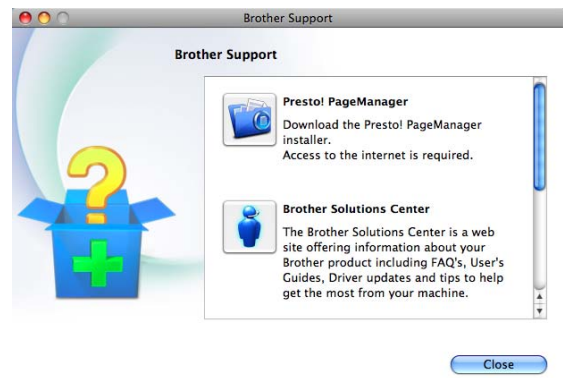 Brother Support
Brother Support
Presto! PageManager
Download the Presto! PageManager
installer.
Access to the internet is required.
Brother Solutions Center
The Brother Solutions Center is a web
site offering information about your
Brother product including FAQ's, User's
Guides, Driver updates and tips to help
get the most from your machine.
Close